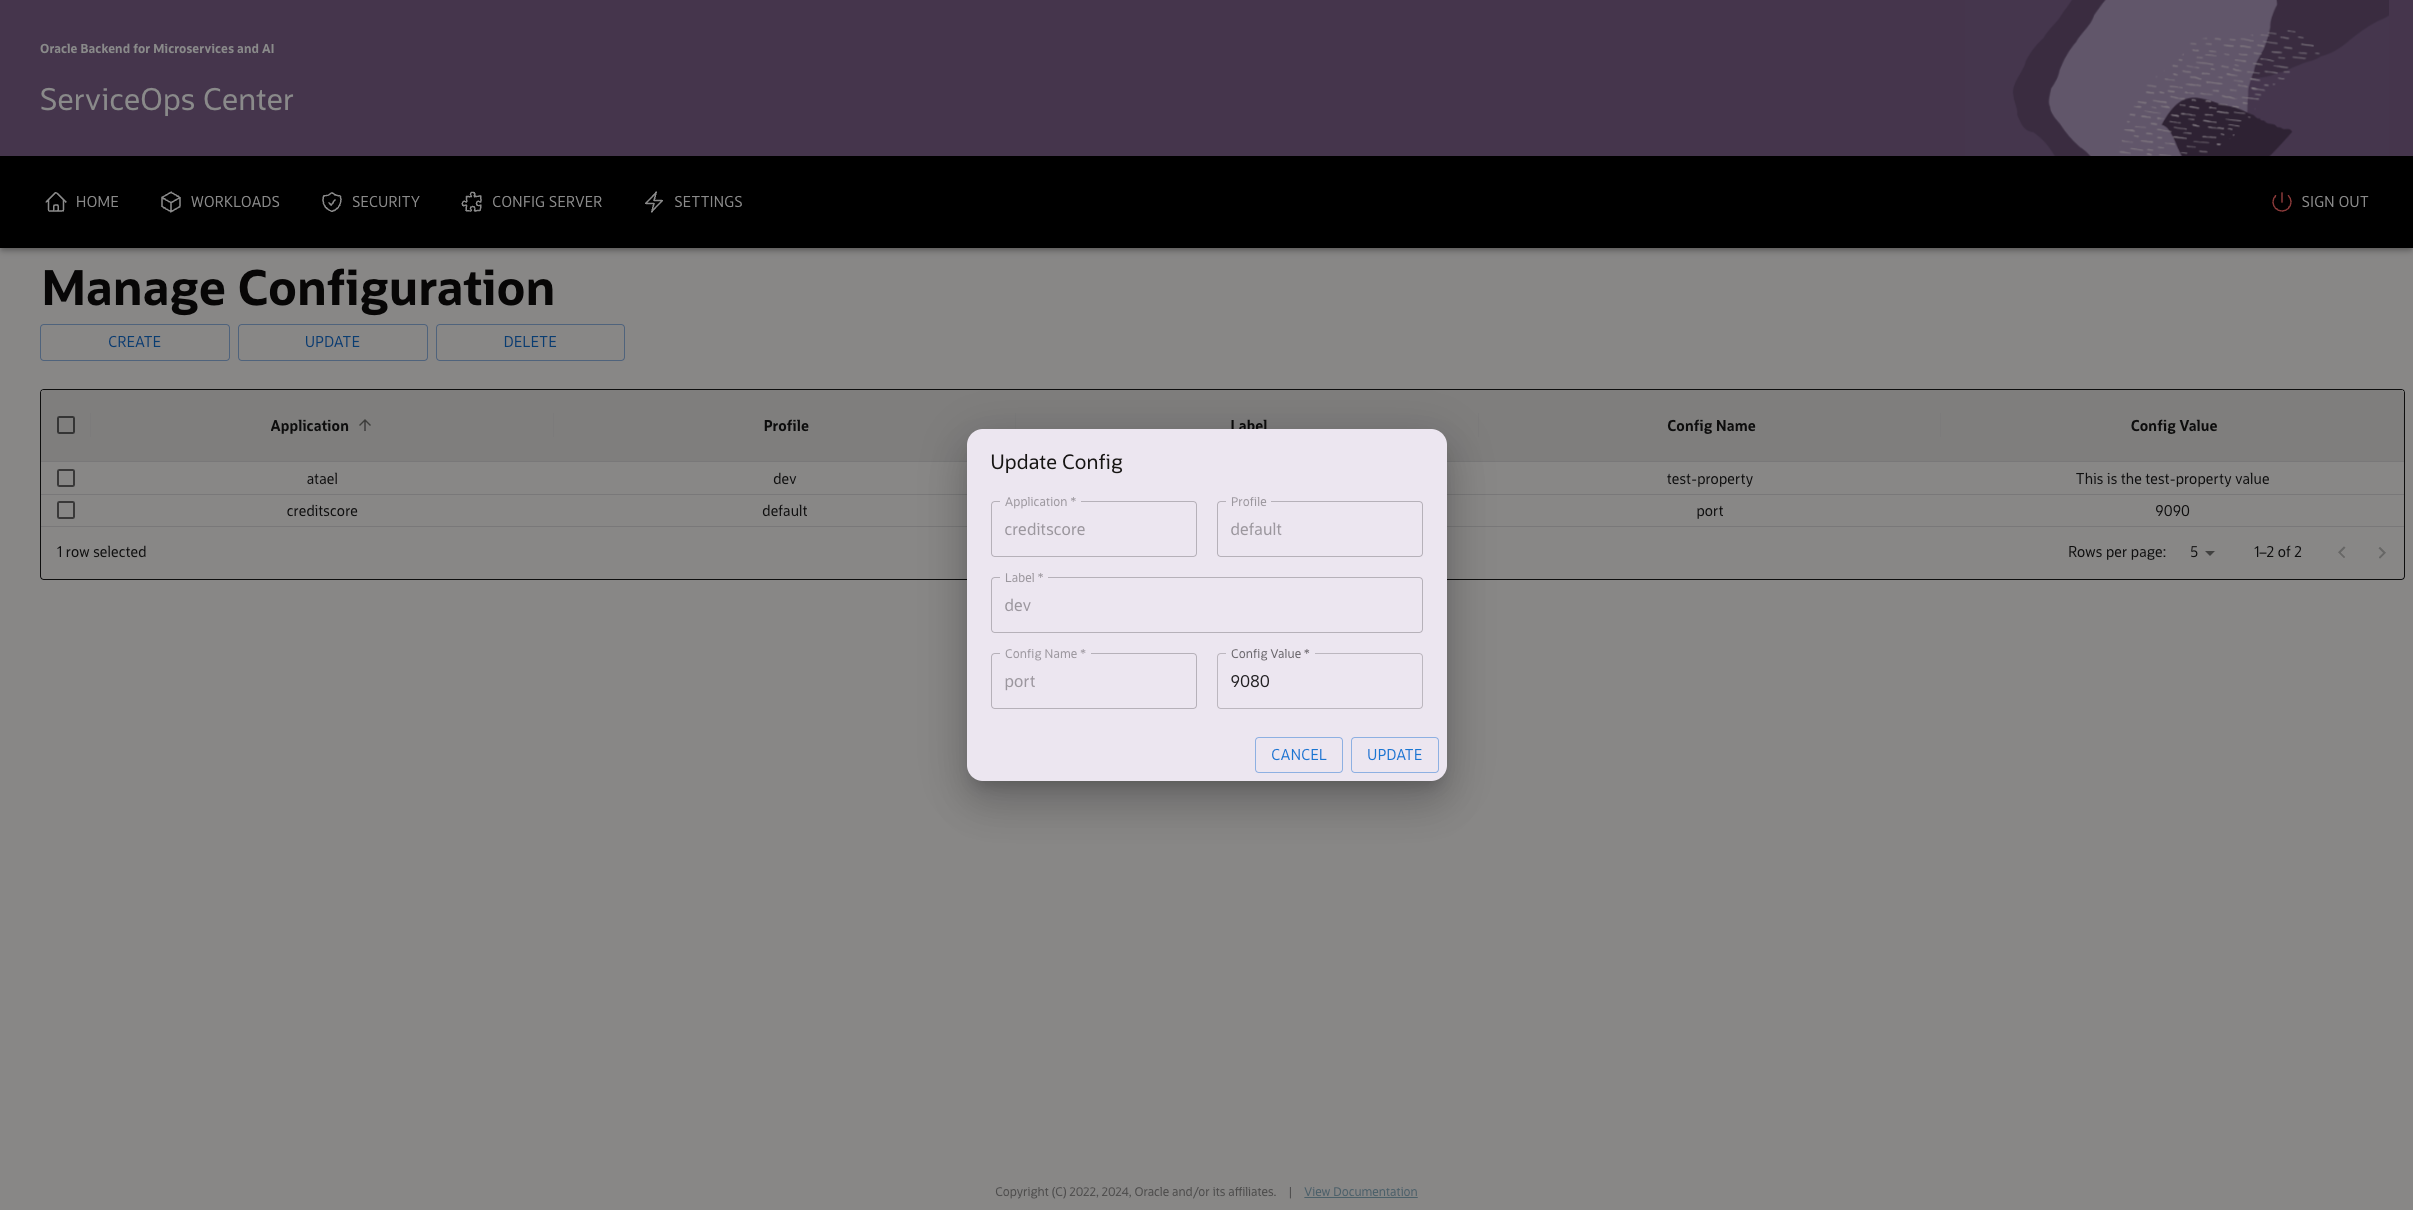 Oracle Backend for Microservices and AI
ServiceOps Center
HOME WORKLOADS SECURITY CONFIG SERVER SETTINGS SIGN OUT
Manage Configuration
CREATE UPDATE DELETE
Application Profile Label Config Name Config Value
atael dev test-property This is the test-property value
creditscore default port 9090
1 row selected Rows per page: 5 1–2 of 2
Update Config
Application * Profile
creditscore default
Label *
dev
Config Name * Config Value *
port 9080
CANCEL UPDATE
Copyright (C) 2022, 2024, Oracle and/or its affiliates. | View Documentation